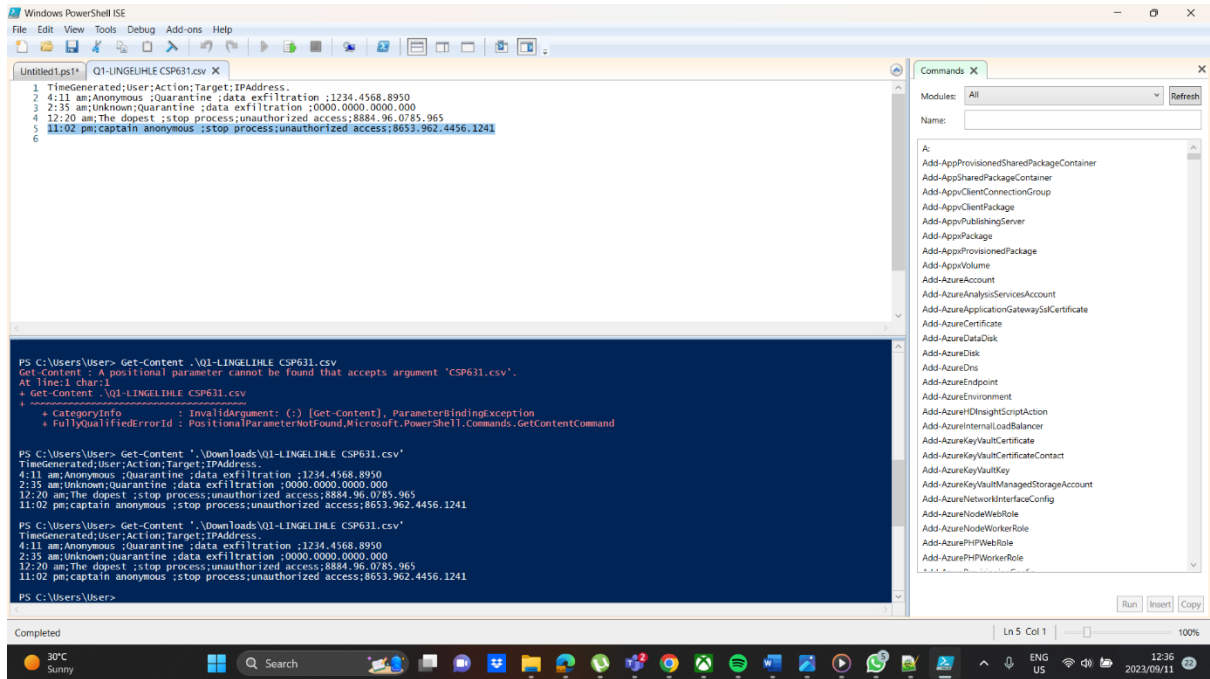 Windows PowerShell ISE
File Edit View Tools Debug Add-ons Help
Untitled1.ps1* Q1-LINGELIHLE CSP631.csv X
1 TimeGenerated;User;Action;Target;IPAddress.
2 4:11 am;Anonymous ;Quarantine ;data exfiltration ;1234.4568.8950
3 2:35 am;Unknown;Quarantine ;data exfiltration ;0000.0000.0000.000
4 12:20 am;The dopest ;stop process;unauthorized access;8884.96.0785.965
5 11:02 pm;captain anonymous ;stop process;unauthorized access;8653.962.4456.1241
6
PS C:\Users\User> Get-Content .\Q1-LINGELIHLE CSP631.csv
Get-Content : A positional parameter cannot be found that accepts argument 'CSP631.csv'.
At line:1 char:1
+ Get-Content .\Q1-LINGELIHLE CSP631.csv
+ ~~~~~~~~~~~~~~~~~~~~~~~~~~~~~~~~~~~~~~
+ CategoryInfo : InvalidArgument: (:) [Get-Content], ParameterBindingException
+ FullyQualifiedErrorId : PositionalParameterNotFound,Microsoft.PowerShell.Commands.GetContentCommand
PS C:\Users\User> Get-Content '.\Downloads\Q1-LINGELIHLE CSP631.csv'
TimeGenerated;User;Action;Target;IPAddress.
4:11 am;Anonymous ;Quarantine ;data exfiltration ;1234.4568.8950
2:35 am;Unknown;Quarantine ;data exfiltration ;0000.0000.0000.000
12:20 am;The dopest ;stop process;unauthorized access;8884.96.0785.965
11:02 pm;captain anonymous ;stop process;unauthorized access;8653.962.4456.1241
PS C:\Users\User> Get-Content '.\Downloads\Q1-LINGELIHLE CSP631.csv'
TimeGenerated;User;Action;Target;IPAddress.
4:11 am;Anonymous ;Quarantine ;data exfiltration ;1234.4568.8950
2:35 am;Unknown;Quarantine ;data exfiltration ;0000.0000.0000.000
12:20 am;The dopest ;stop process;unauthorized access;8884.96.0785.965
11:02 pm;captain anonymous ;stop process;unauthorized access;8653.962.4456.1241
PS C:\Users\User>
Commands X
Modules: All Refresh
Name:
A:
Add-AppProvisionedSharedPackageContainer
Add-AppSharedPackageContainer
Add-AppvClientConnectionGroup
Add-AppvClientPackage
Add-AppvPublishingServer
Add-AppxPackage
Add-AppxProvisionedPackage
Add-AppxVolume
Add-AzureAccount
Add-AzureAnalysisServicesAccount
Add-AzureApplicationGatewaySslCertificate
Add-AzureCertificate
Add-AzureDataDisk
Add-AzureDisk
Add-AzureDns
Add-AzureEndpoint
Add-AzureEnvironment
Add-AzureHDInsightScriptAction
Add-AzureInternalLoadBalancer
Add-AzureKeyVaultCertificate
Add-AzureKeyVaultCertificateContact
Add-AzureKeyVaultKey
Add-AzureKeyVaultManagedStorageAccount
Add-AzureNetworkInterfaceConfig
Add-AzureNodeWebRole
Add-AzureNodeWorkerRole
Add-AzurePHPWebRole
Add-AzurePHPWorkerRole
Run Insert Copy
Completed
Ln 5 Col 1 100%
30°C
Sunny
Search
ENG
US
12:36
2023/09/11
22